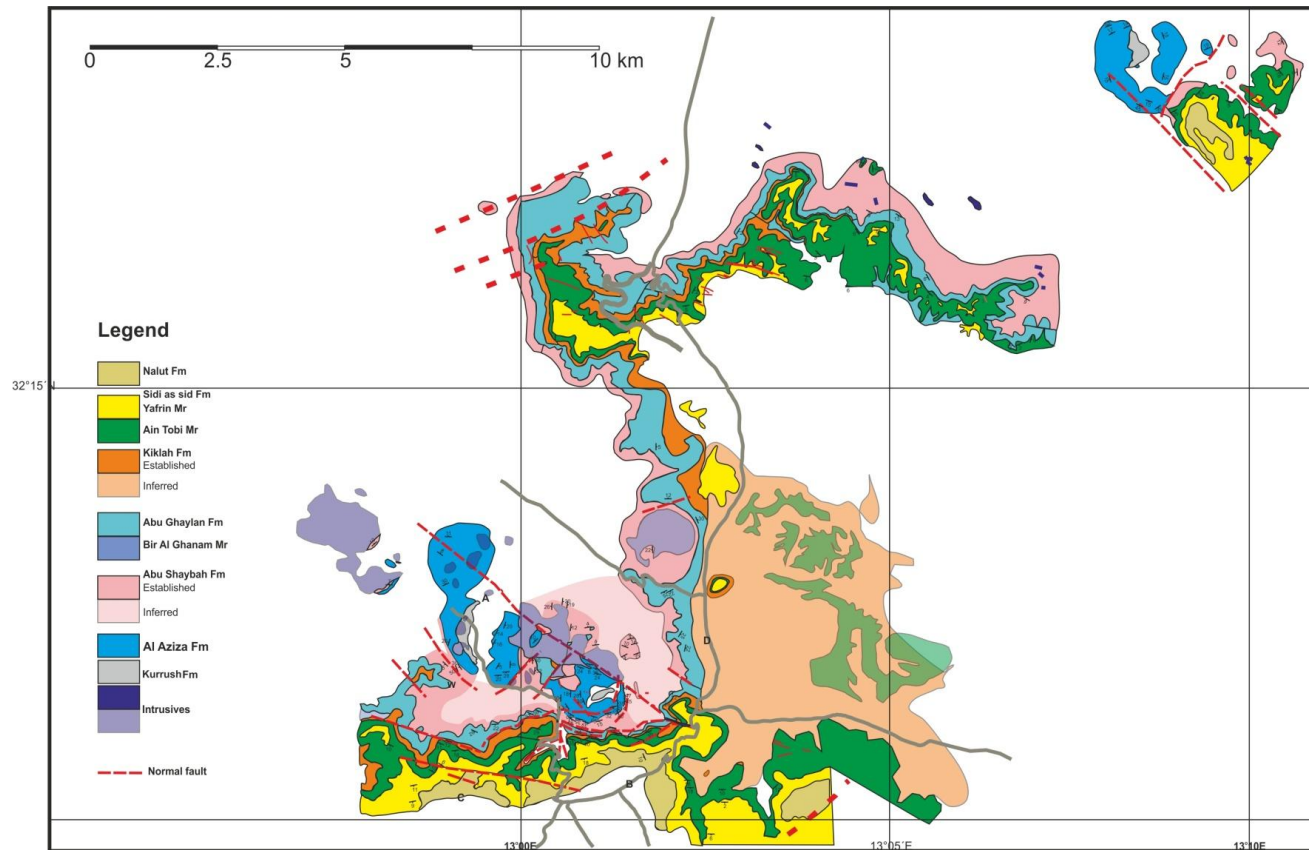 0 2.5 5 10 km
Legend
Nalut Fm
Sidi as sid Fm
Yafrin Mr
Ain Tobi Mr
Kiklah Fm
Established
Inferred
Abu Ghaylan Fm
Bir Al Ghanam Mr
Abu Shaybah Fm
Established
Inferred
Al Aziza Fm
Kurrush Fm
Intrusives
Normal fault
32°15'N
A
D
W
B
C
13°00E 13°05'E 13°10E